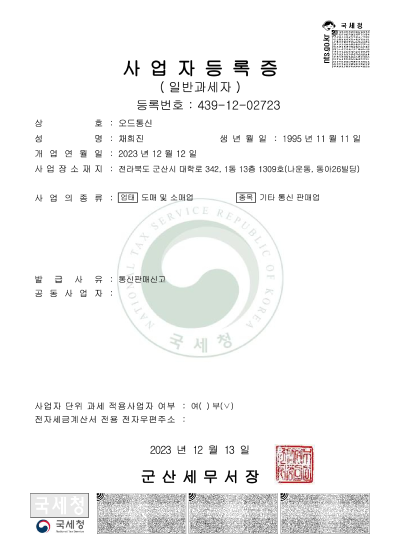 국세청
사업자등록증
( 일반과세자 )
등록번호 : 439-12-02723
상 호 : 오드통신
성 명 : 채희진 생 년 월 일 : 1995 년 11 월 11 일
개 업 연 월 일 : 2023 년 12 월 12 일
사 업 장 소 재 지 : 전라북도 군산시 대학로 342, 1동 13층 1309호(나운동, 동아26빌딩)
사 업 의 종 류 : 업태 도매 및 소매업 종목 기타 통신 판매업
NATIONAL TAX SERVICE REPUBLIC OF KOREA
국세청
발 급 사 유 : 통신판매신고
공 동 사 업 자 :
사업자 단위 과세 적용사업자 여부 : 여( ) 부(∨)
전자세금계산서 전용 전자우편주소 :
2023 년 12 월 13 일
군산세무서장
국세청
국세청
National Tax Service